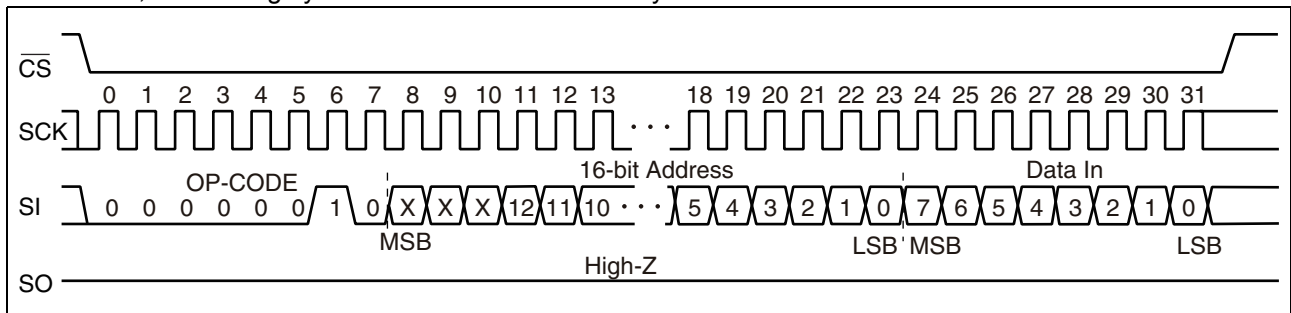 CS
0 1 2 3 4 5 6 7 8 9 10 11 12 13 18 19 20 21 22 23 24 25 26 27 28 29 30 31
SCK ···
OP-CODE 16-bit Address Data In
SI 0 0 0 0 0 0 1 0 X X X 12 11 10 ··· 5 4 3 2 1 0 7 6 5 4 3 2 1 0
MSB LSB MSB LSB
High-Z
SO